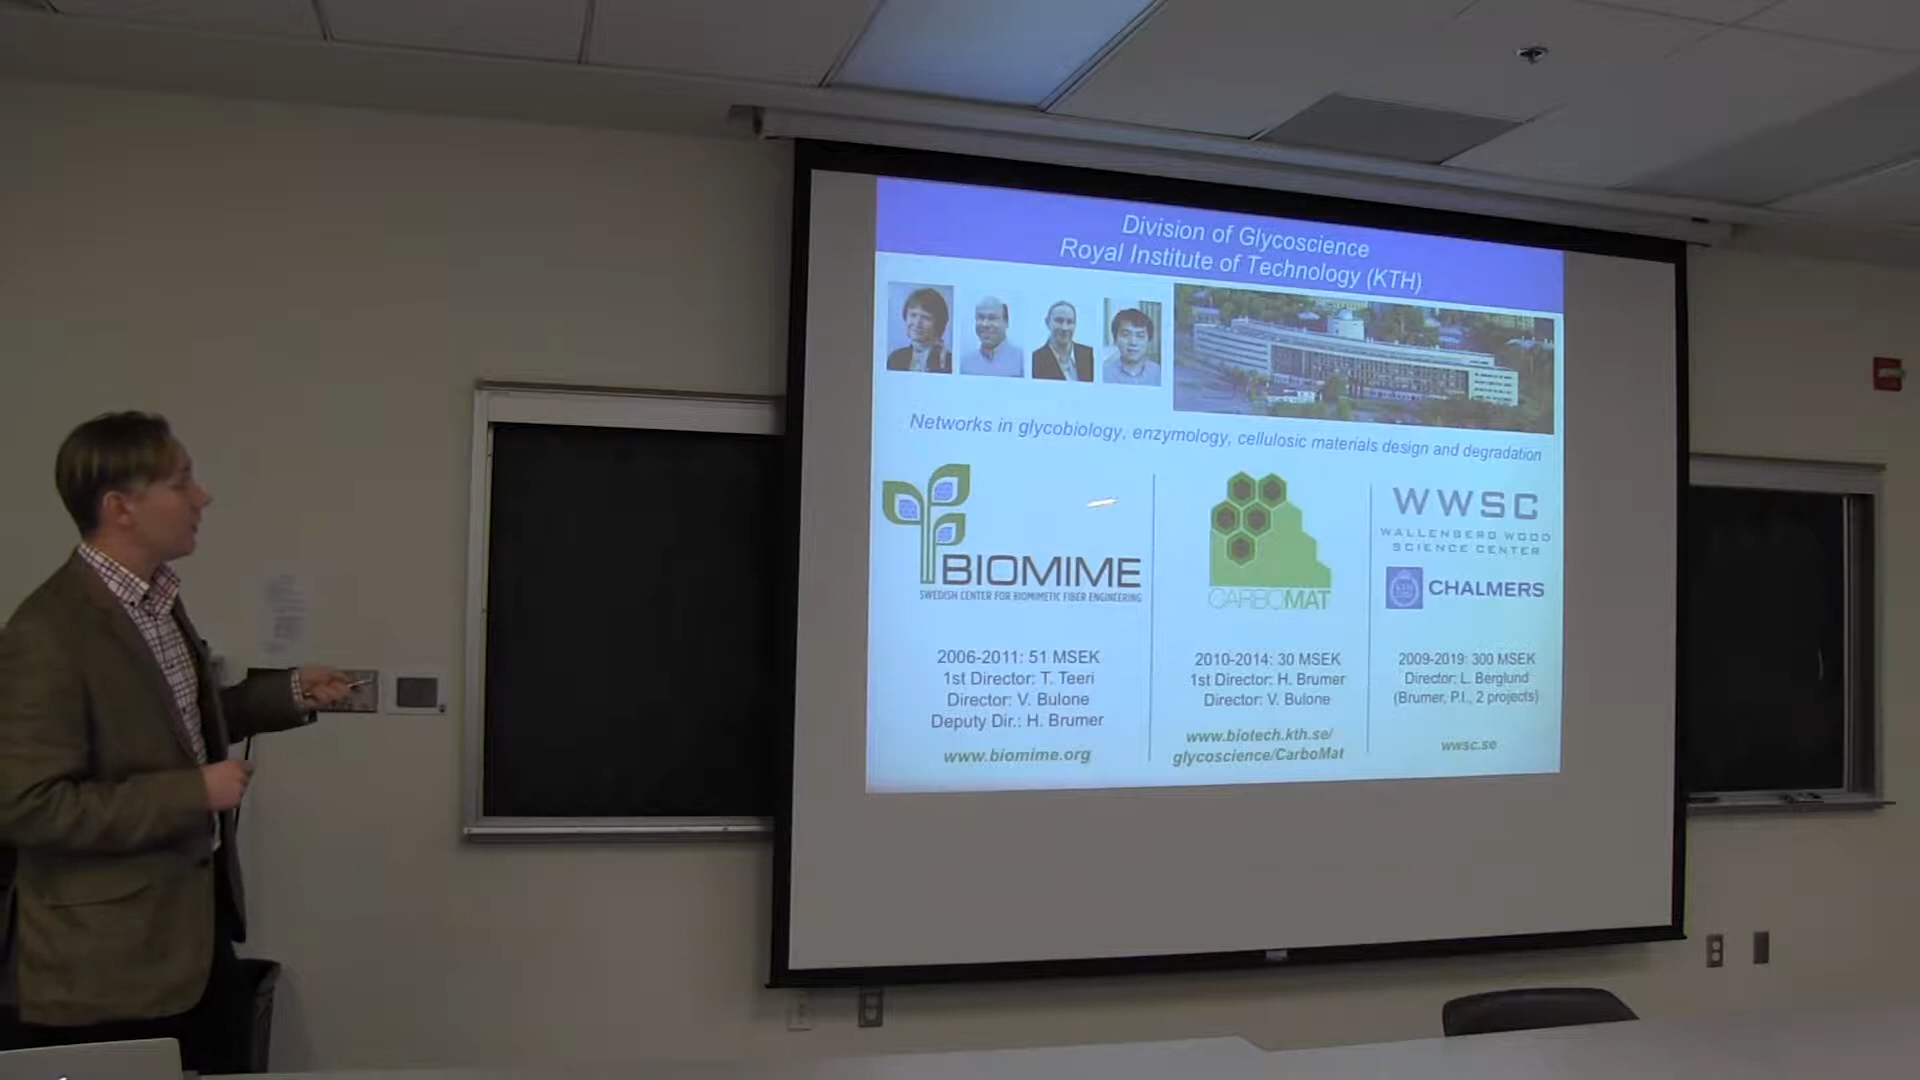 Division of Glycoscience
Royal Institute of Technology (KTH)
Networks in glycobiology, enzymology, cellulosic materials design and degradation
BIOMIME
SWEDISH CENTER FOR BIOMIMETIC FIBER ENGINEERING
2006-2011: 51 MSEK
1st Director: T. Teeri
Director: V. Bulone
Deputy Dir.: H. Brumer
www.biomime.org
CARBOMAT
2010-2014: 30 MSEK
1st Director: H. Brumer
Director: V. Bulone
www.biotech.kth.se/
glycoscience/CarboMat
WWSC
WALLENBERG WOOD
SCIENCE CENTER
KTH
CHALMERS
2009-2019: 300 MSEK
Director: L. Berglund
(Brumer, P.I., 2 projects)
wwsc.se